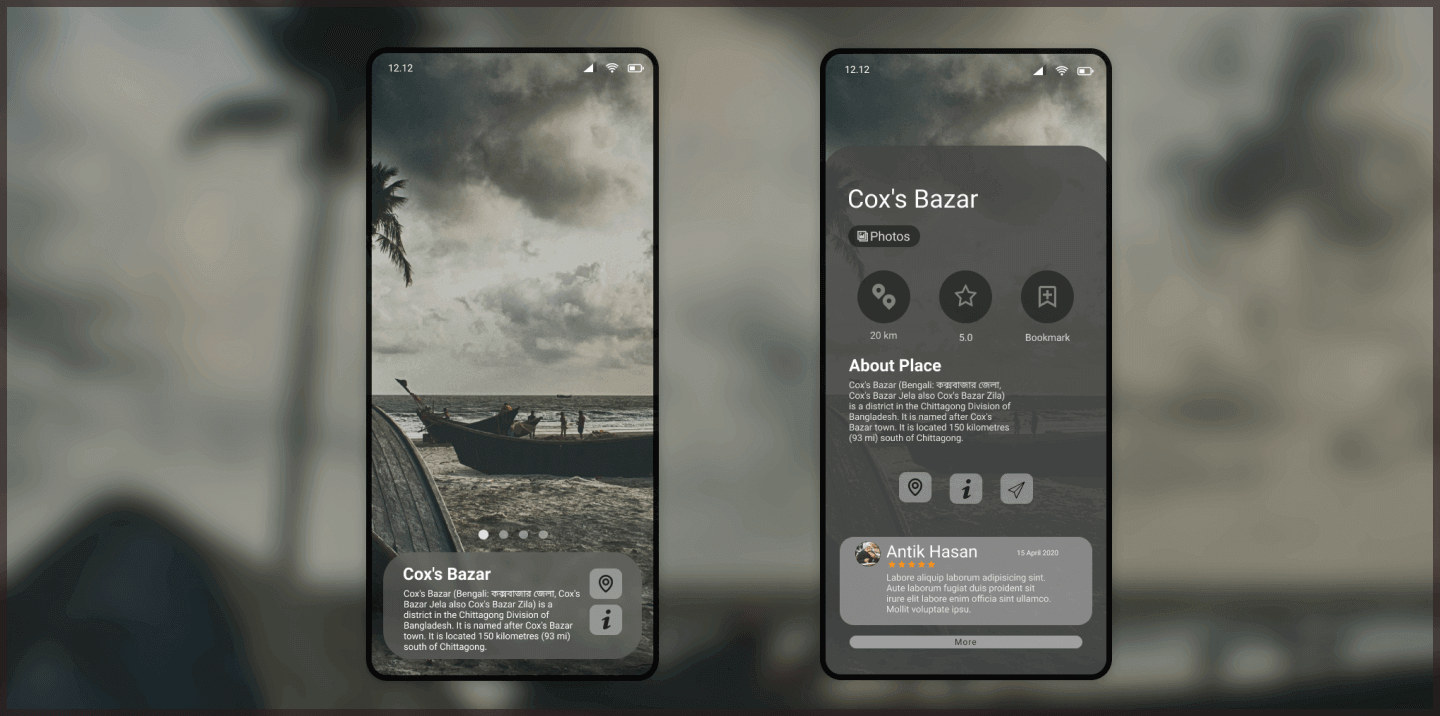 12.12
Cox's Bazar
Cox's Bazar (Bengali: কক্সবাজার জেলা, Cox's
Bazar Jela also Cox's Bazar Zila) is a
district in the Chittagong Division of
Bangladesh. It is named after Cox's Bazar
town. It is located 150 kilometres (93 mi)
south of Chittagong.
12.12
Cox's Bazar
Photos
20 km
5.0
Bookmark
About Place
Cox's Bazar (Bengali: কক্সবাজার জেলা,
Cox's Bazar Jela also Cox's Bazar Zila)
is a district in the Chittagong Division of
Bangladesh. It is named after Cox's
Bazar town. It is located 150 kilometres
(93 mi) south of Chittagong.
Antik Hasan
15 April 2020
Labore aliquip laborum adipisicing sint.
Aute laborum fugiat duis proident sit
irure elit labore enim officia sint ullamco.
Mollit voluptate ipsu.
More